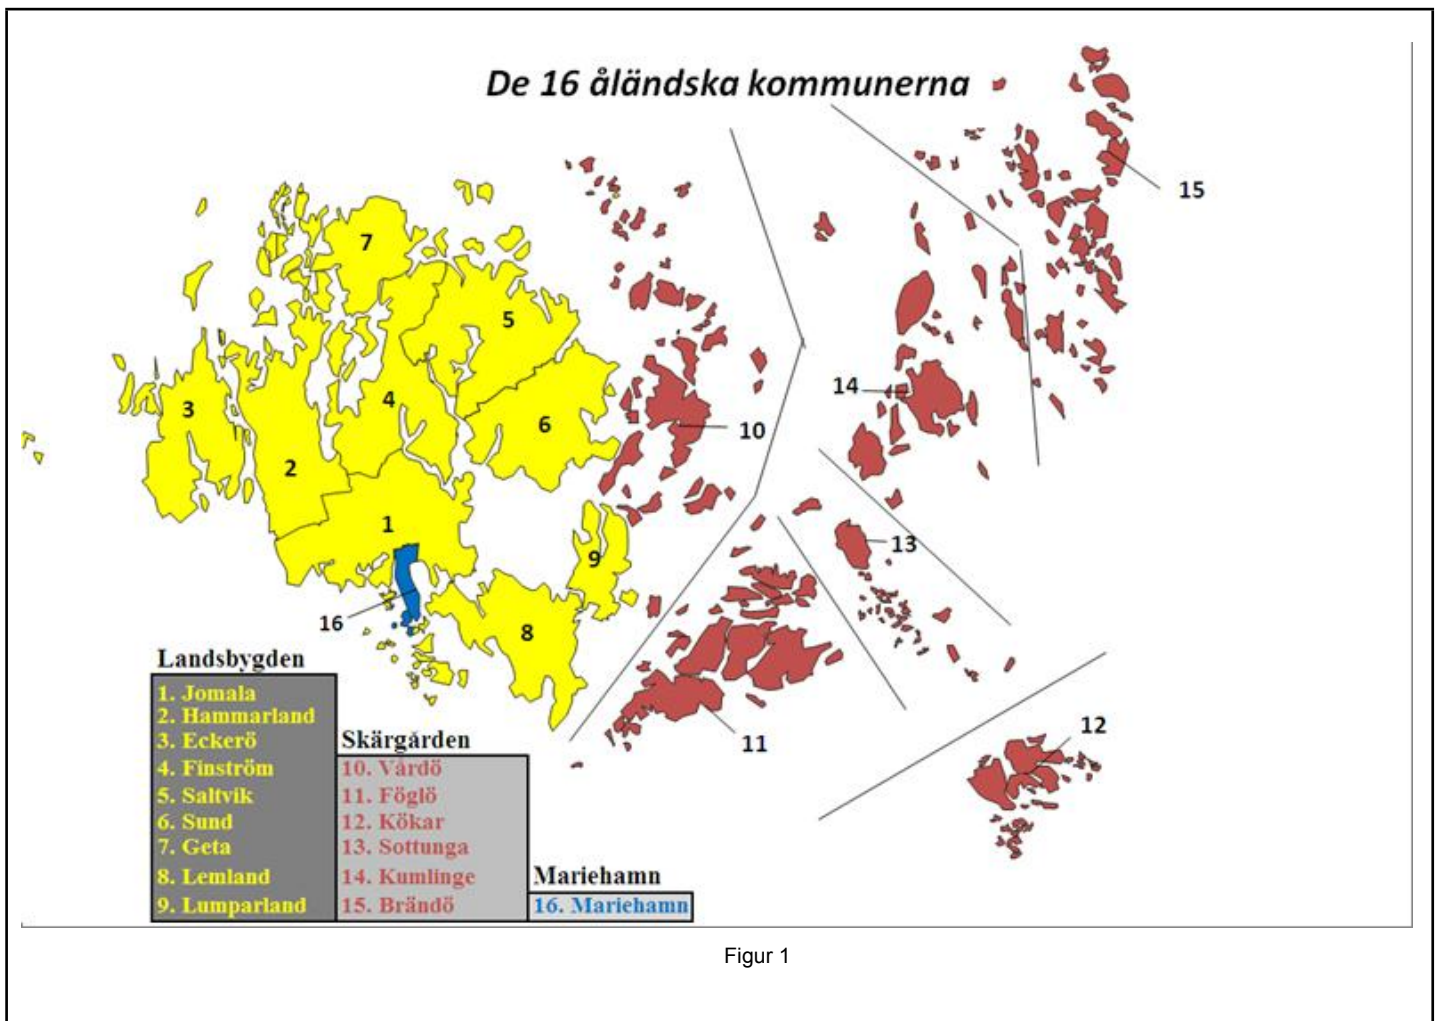 De 16 åländska kommunerna
15
7
5
14
3
4
6
10
2
1
13
9
16
8
12
11
Landsbygden
1. Jomala
2. Hammarland
3. Eckerö
4. Finström
5. Saltvik
6. Sund
7. Geta
8. Lemland
9. Lumparland
Skärgården
10. Vårdö
11. Föglö
12. Kökar
13. Sottunga
14. Kumlinge
15. Brändö
Mariehamn
16. Mariehamn
Figur 1